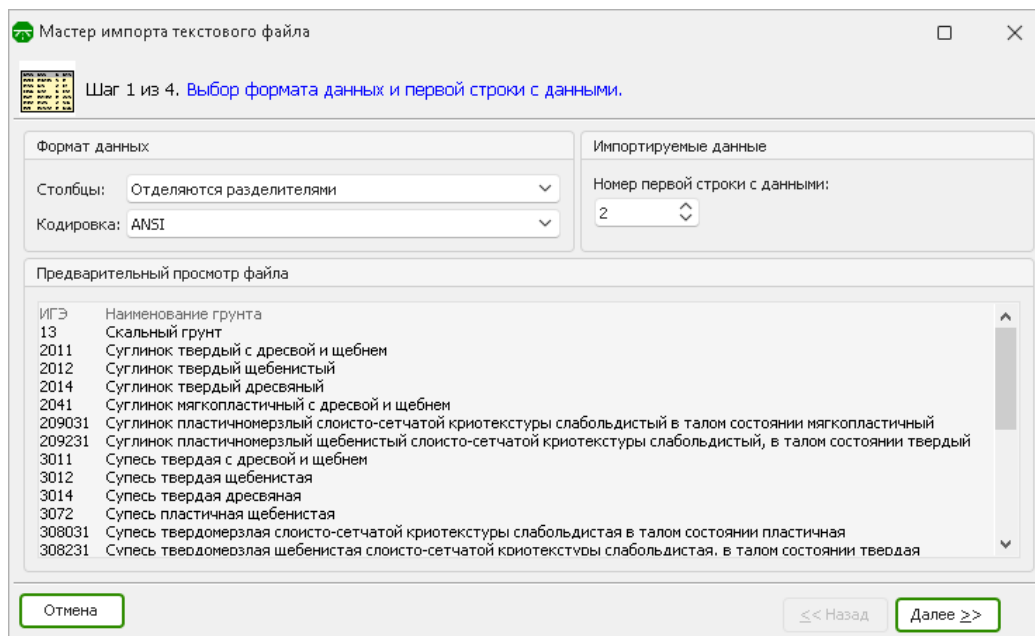 Мастер импорта текстового файла
Шаг 1 из 4. Выбор формата данных и первой строки с данными.
Формат данных
Столбцы: Отделяются разделителями
Кодировка: ANSI
Импортируемые данные
Номер первой строки с данными:
2
Предварительный просмотр файла
ИГЭ Наименование грунта
13 Скальный грунт
2011 Суглинок твердый с дресвой и щебнем
2012 Суглинок твердый щебенистый
2014 Суглинок твердый дресвяный
2041 Суглинок мягкопластичный с дресвой и щебнем
209031 Суглинок пластичномерзлый слоисто-сетчатой криотекстуры слабольдистый в талом состоянии мягкопластичный
209231 Суглинок пластичномерзлый щебенистый слоисто-сетчатой криотекстуры слабольдистый, в талом состоянии твердый
3011 Супесь твердая с дресвой и щебнем
3012 Супесь твердая щебенистая
3014 Супесь твердая дресвяная
3072 Супесь пластичная щебенистая
308031 Супесь твердомерзлая слоисто-сетчатой криотекстуры слабольдистая в талом состоянии пластичная
308231 Супесь твердомерзлая щебенистая слоисто-сетчатой криотекстуры слабольдистая, в талом состоянии твердая
Отмена
<< Назад
Далее >>